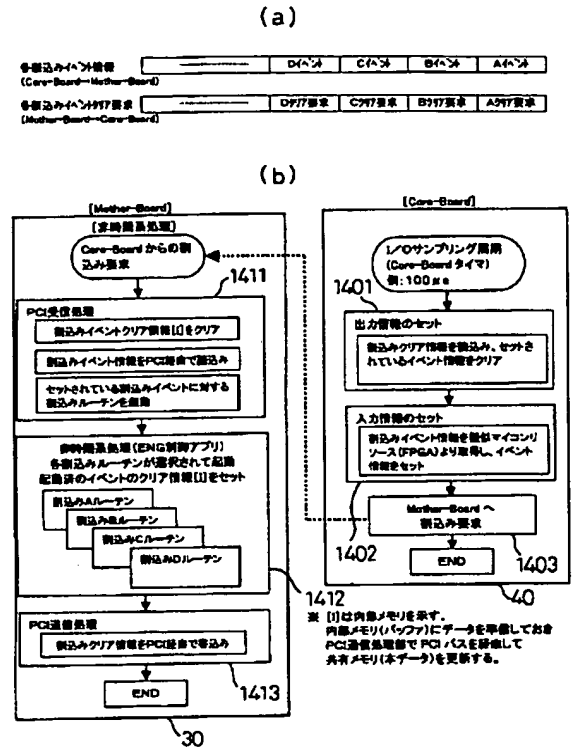 (a)
各割込みイベント情報
(Core-Board→Mother-Board)
Dイベント
Cイベント
Bイベント
Aイベント
各割込みイベントクリア要求
(Mother-Board→Core-Board)
Dクリア要求
Cクリア要求
Bクリア要求
Aクリア要求
(b)
[Mother-Board]
[非時間系処理]
Core-Boardからの割
込み要求
1411
PCI受信処理
割込みイベントクリア情報[I]をクリア
割込みイベント情報をPCI経由で読込み
セットされている割込みイベントに対する
割込みルーチンを起動
非時間系処理(ENG制御アプリ)
各割込みルーチンが選択されて起動
起動済のイベントのクリア情報[I]をセット
割込みAルーチン
割込みBルーチン
割込みCルーチン
割込みDルーチン
1412
PCI送信処理
割込みクリア情報をPCI経由で書込み
1413
END
30
[Core-Board]
I/Oサンプリング周期
(Core-Boardタイマ)
例:100μs
1401
出力情報のセット
割込みクリア情報を読込み、セットさ
れているイベント情報をクリア
入力情報のセット
割込みイベント情報を疑似マイコンリ
ソース(FPGA)より取得し、イベント
情報をセット
1402
Mother-Boardへ
割込み要求
1403
END
40
※ [I]は内部メモリを示す。
内部メモリ(バッファ)にデータを準備しておき
PCI通信処理部でPCIバスを経由して
共有メモリ(本データ)を更新する。